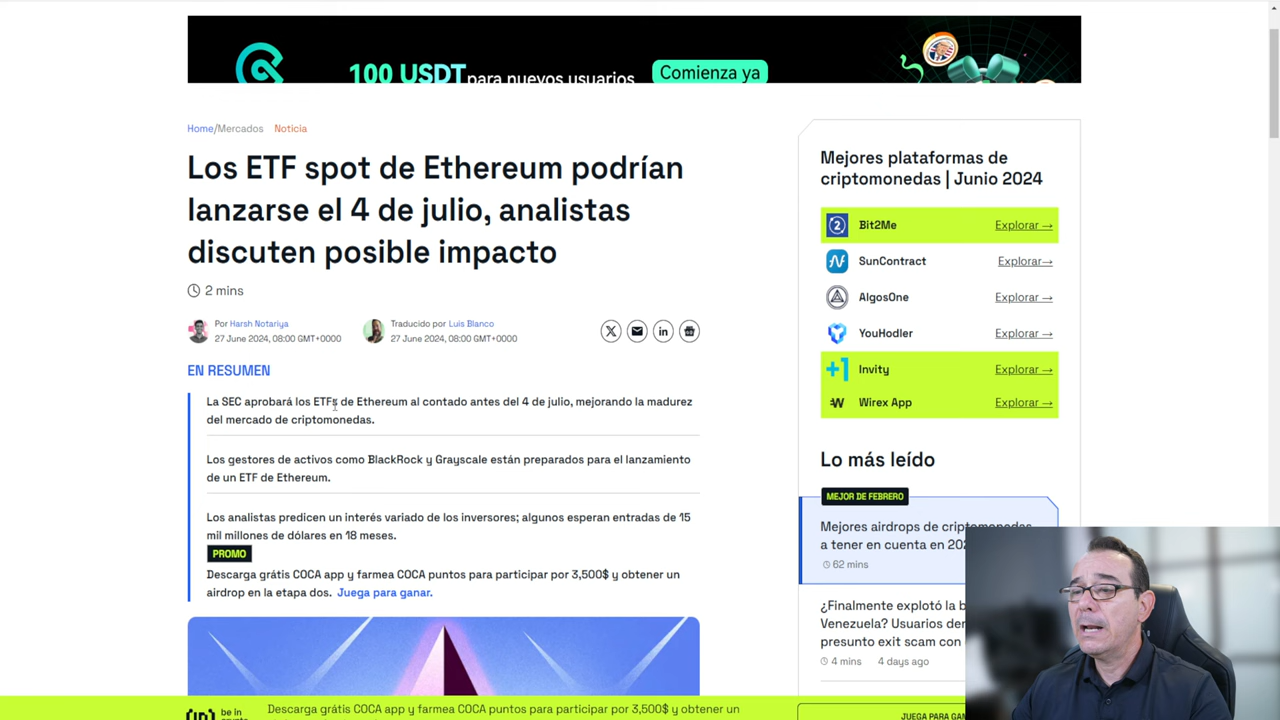 100 USDT para nuevos usuarios
Comienza ya
Home/Mercados Noticia
Los ETF spot de Ethereum podrían
lanzarse el 4 de julio, analistas
discuten posible impacto
2 mins
Por Harsh Notariya
27 June 2024, 08:00 GMT+0000
Traducido por Luis Blanco
27 June 2024, 08:00 GMT+0000
EN RESUMEN
La SEC aprobará los ETFs de Ethereum al contado antes del 4 de julio, mejorando la madurez
del mercado de criptomonedas.
Los gestores de activos como BlackRock y Grayscale están preparados para el lanzamiento
de un ETF de Ethereum.
Los analistas predicen un interés variado de los inversores; algunos esperan entradas de 15
mil millones de dólares en 18 meses.
PROMO
Descarga grátis COCA app y farmea COCA puntos para participar por 3,500$ y obtener un
airdrop en la etapa dos. Juega para ganar.
Mejores plataformas de
criptomonedas | Junio 2024
Bit2Me Explorar→
SunContract Explorar→
AlgosOne Explorar→
YouHodler Explorar→
Invity Explorar→
Wirex App Explorar→
Lo más leído
MEJOR DE FEBRERO
Mejores airdrops de criptomonedas
a tener en cuenta en 202
62 mins
¿Finalmente explotó la b
Venezuela? Usuarios den
presunto exit scam con
4 mins 4 days ago
be in
crypto
Descarga grátis COCA app y farmea COCA puntos para participar por 3,500$ y obtener un
JUEGA PARA GAN